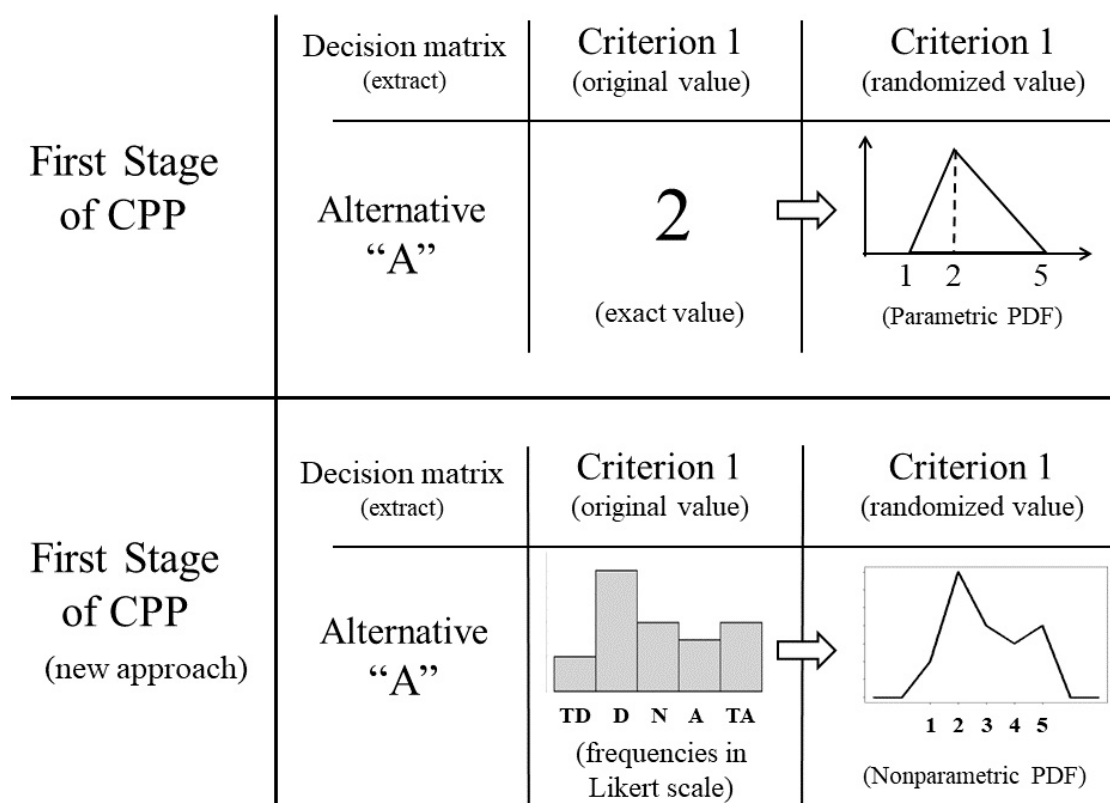 First Stage
of CPP
Decision matrix
(extract)
Criterion 1
(original value)
Criterion 1
(randomized value)
Alternative
“A”
2
(exact value)
1 2 5
(Parametric PDF)
First Stage
of CPP
(new approach)
Decision matrix
(extract)
Criterion 1
(original value)
Criterion 1
(randomized value)
Alternative
“A”
TD D N A TA
(frequencies in
Likert scale)
1 2 3 4 5
(Nonparametric PDF)